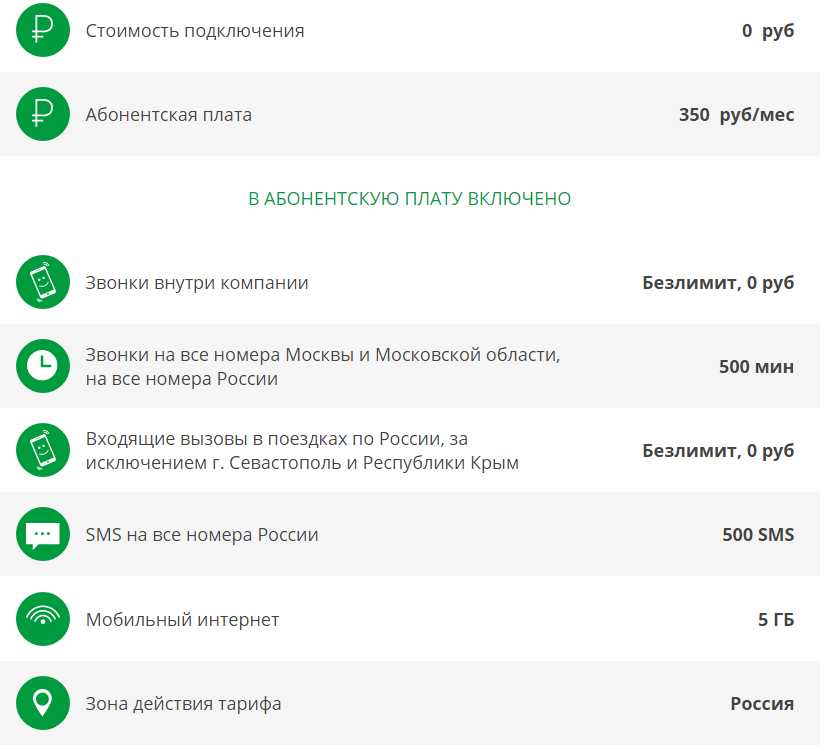 Стоимость подключения 0 руб
Абонентская плата 350 руб/мес
В АБОНЕНТСКУЮ ПЛАТУ ВКЛЮЧЕНО
Звонки внутри компании Безлимит, 0 руб
Звонки на все номера Москвы и Московской области,
на все номера России
500 мин
Входящие вызовы в поездках по России, за
исключением г. Севастополь и Республики Крым
Безлимит, 0 руб
SMS на все номера России 500 SMS
Мобильный интернет 5 ГБ
Зона действия тарифа Россия